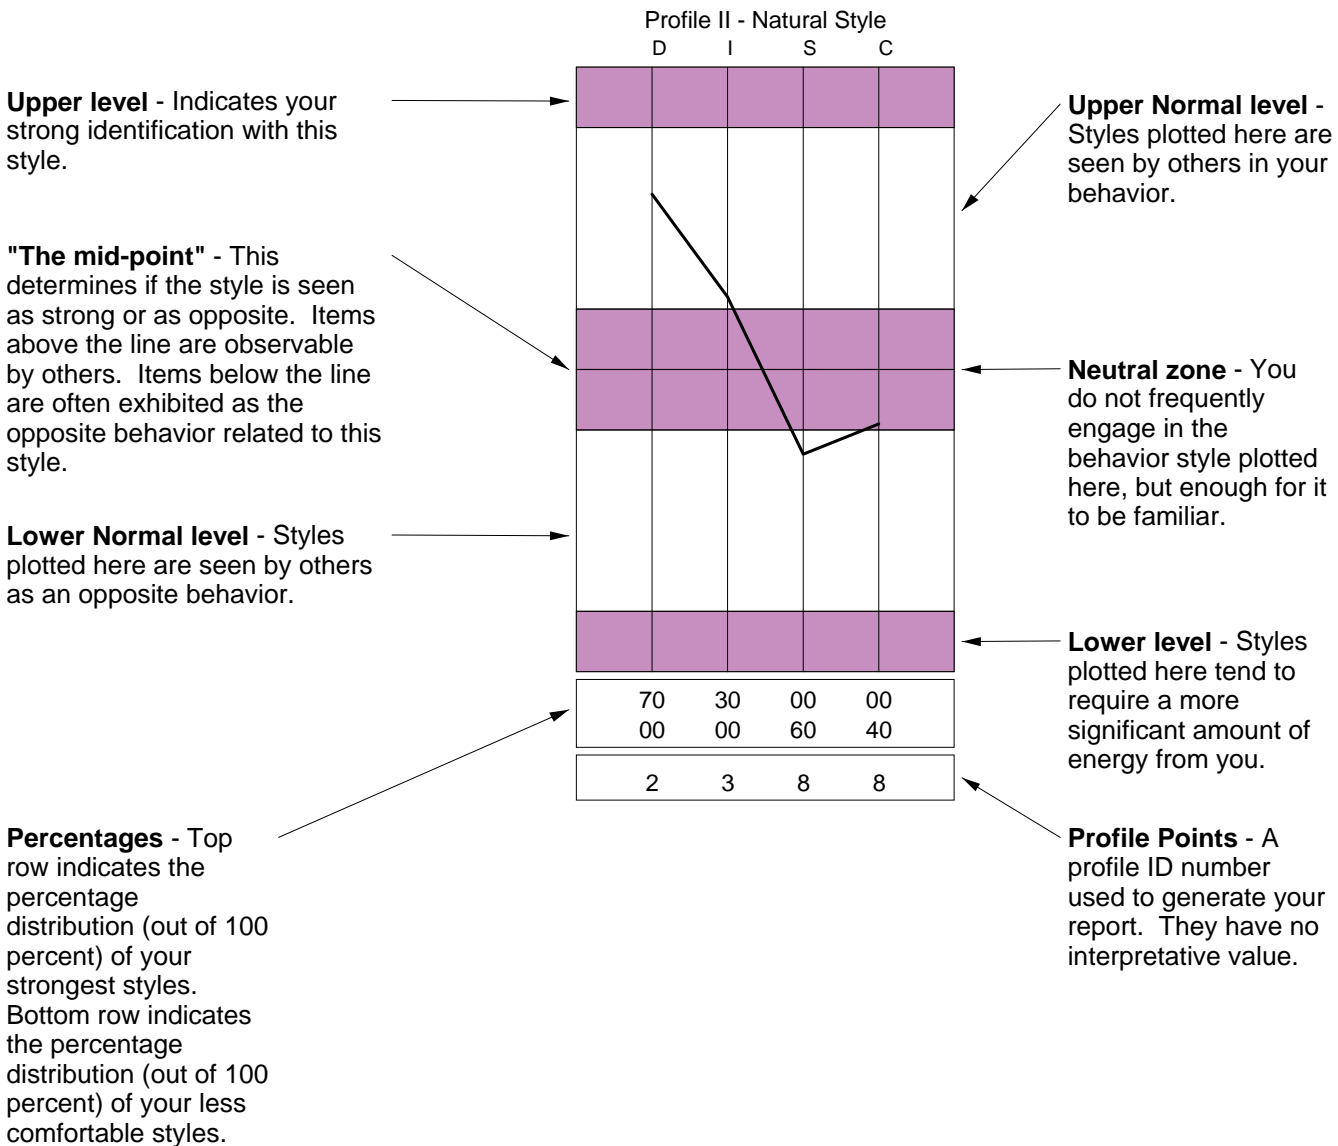 Profile II - Natural Style
D I S C
Upper level - Indicates your
strong identification with this
style.
"The mid-point" - This
determines if the style is seen
as strong or as opposite.  Items
above the line are observable
by others.  Items below the line
are often exhibited as the
opposite behavior related to this
style.
Lower Normal level - Styles
plotted here are seen by others
as an opposite behavior.
Percentages - Top
row indicates the
percentage
distribution (out of 100
percent) of your
strongest styles.
Bottom row indicates
the percentage
distribution (out of 100
percent) of your less
comfortable styles.
70 30 00 00
00 00 60 40
2 3 8 8
Upper Normal level -
Styles plotted here are
seen by others in your
behavior.
Neutral zone - You
do not frequently
engage in the
behavior style plotted
here, but enough for it
to be familiar.
Lower level - Styles
plotted here tend to
require a more
significant amount of
energy from you.
Profile Points - A
profile ID number
used to generate your
report.  They have no
interpretative value.